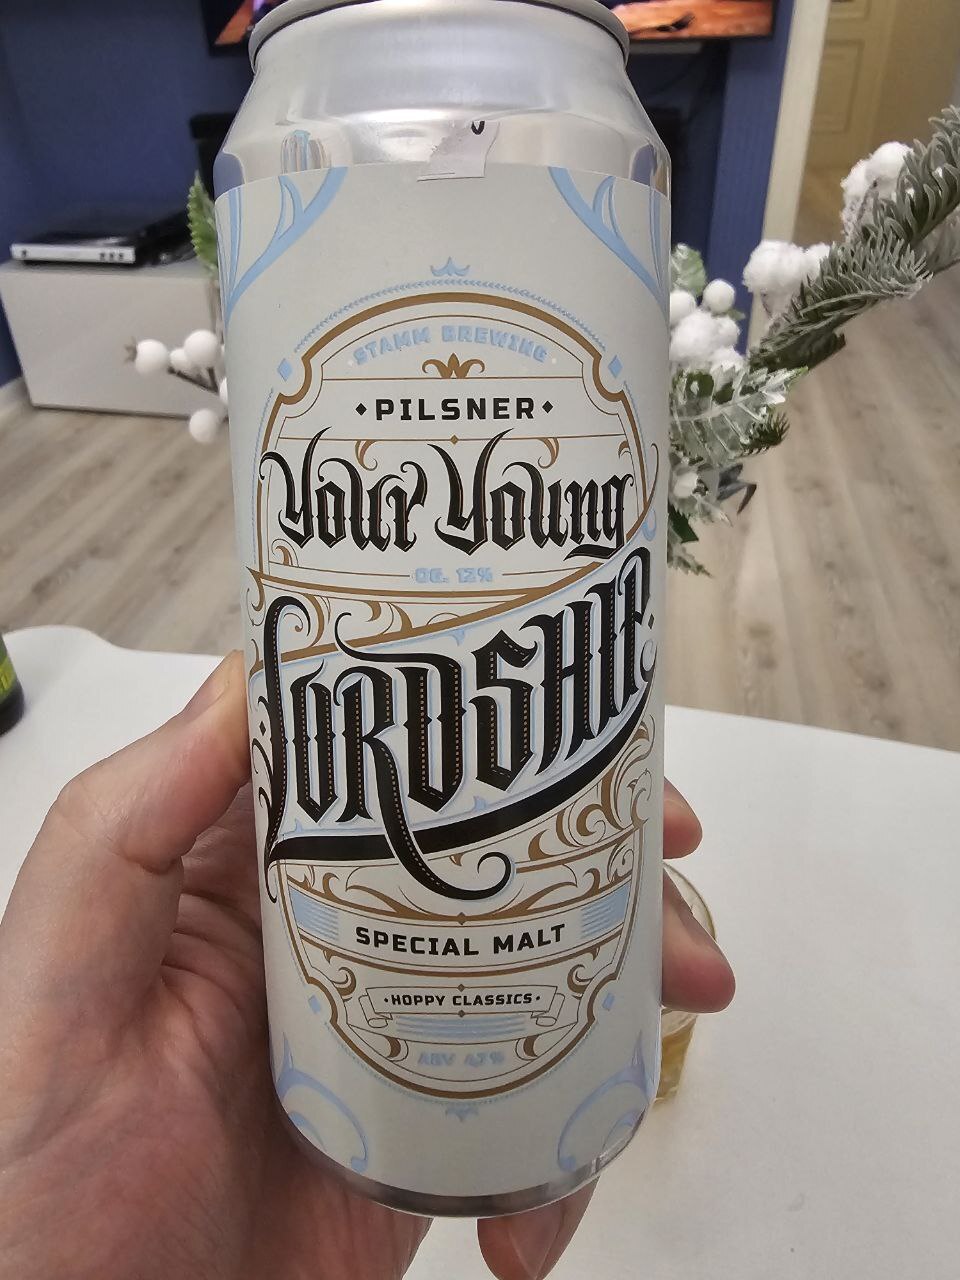 STAMM BREWING
PILSNER
Your Young
OG. 12%
LORDSHIP.
SPECIAL MALT
HOPPY CLASSICS
ABV 4,7%